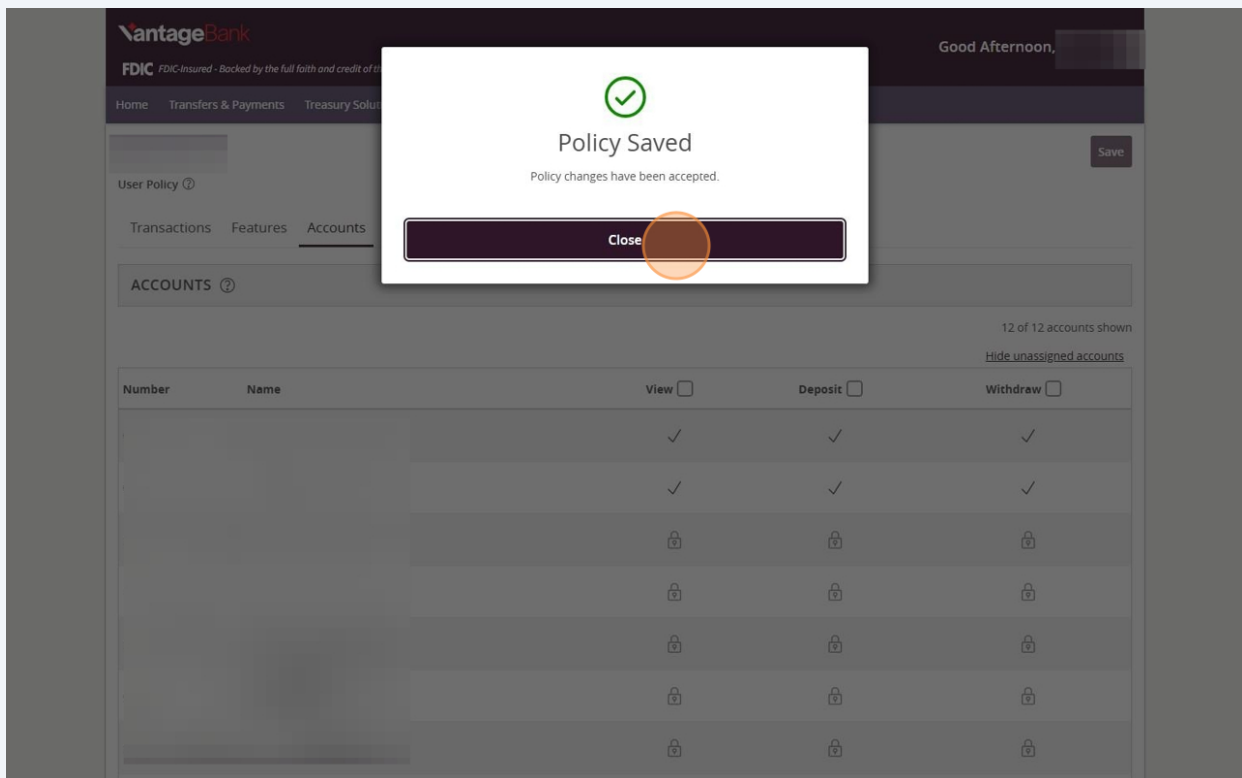 VantageBank
Good Afternoon,
FDIC FDIC-Insured - Backed by the full faith and credit of
Home Transfers & Payments Treasury
Policy Saved
Policy changes have been accepted.
Save
User Policy
Transactions Features Accounts
Close
ACCOUNTS
12 of 12 accounts shown
Hide unassigned accounts
Number Name View Deposit Withdraw